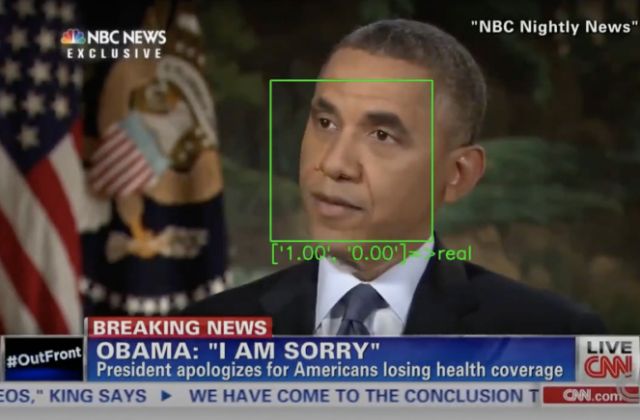 NBC NEWS
EXCLUSIVE
"NBC Nightly News"
['1.00', '0.00']=>real
BREAKING NEWS
#OutFront
OBAMA: "I AM SORRY"
President apologizes for Americans losing health coverage
LIVE
CNN
EOS," KING SAYS ▶ WE HAVE COME TO THE CONCLUSION T
CNN.com